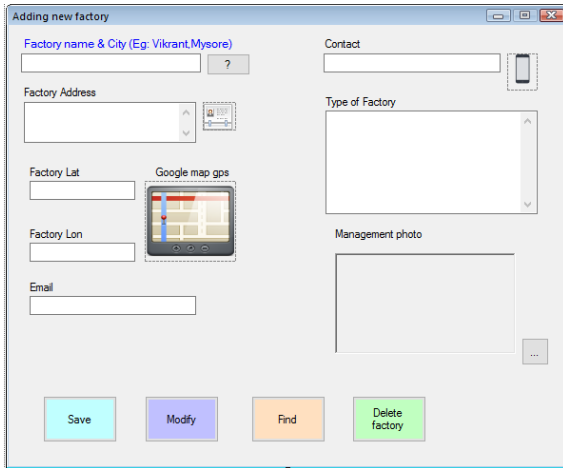 Adding new factory
Factory name & City (Eg: Vikrant,Mysore)
?
Contact
Factory Address
Type of Factory
Factory Lat
Google map gps
Factory Lon
Management photo
Email
...
Save
Modify
Find
Delete
factory